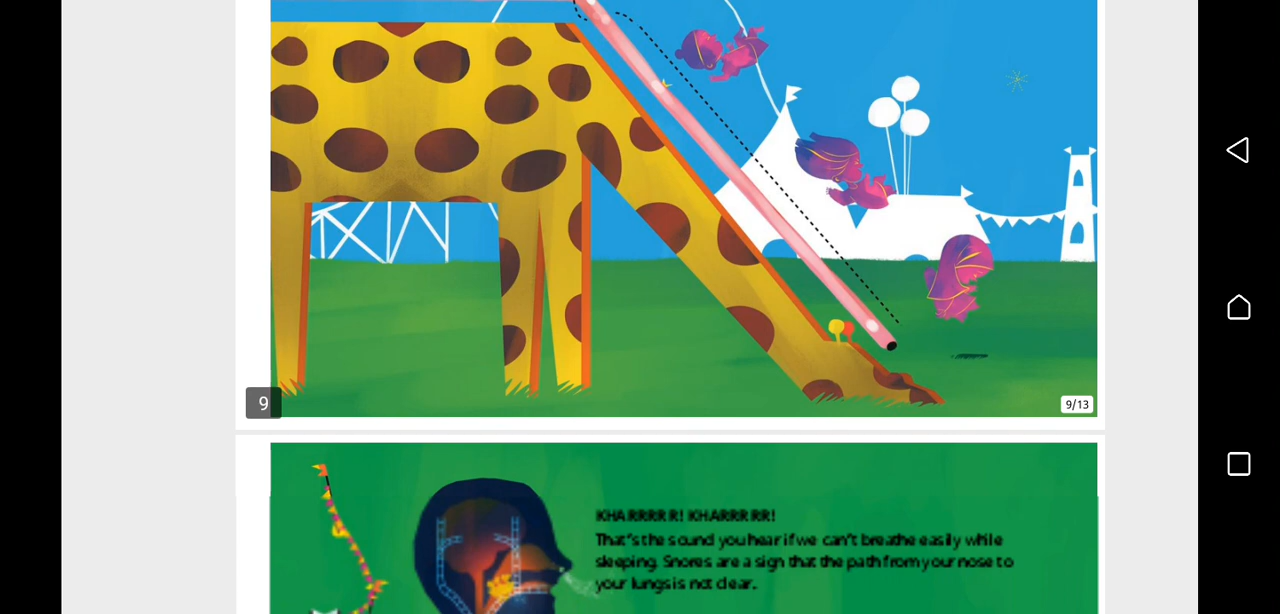 9
9/13
KHARRRRR! KHARRRRR!
That's the sound you hear if we can't breathe easily while
sleeping. Snores are a sign that the path from your nose to
your lungs is not clear.